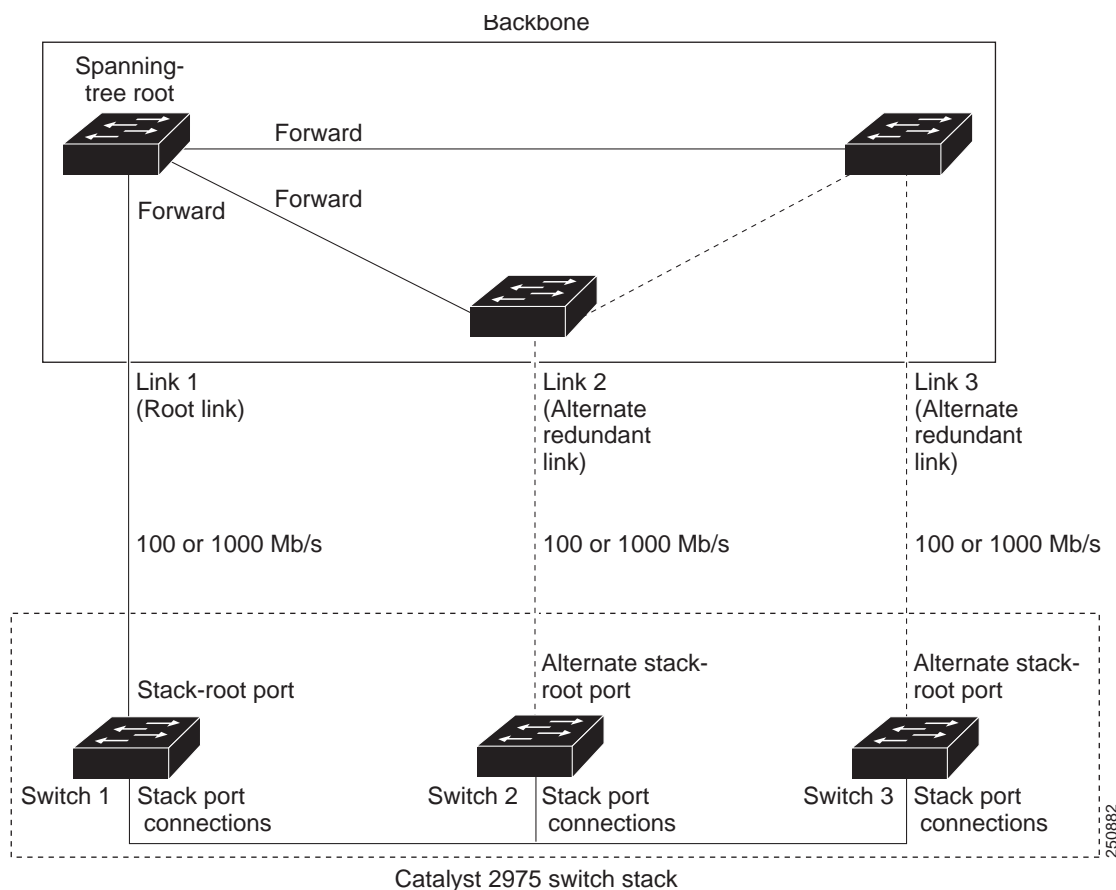 Backbone
Spanning-
tree root
Forward
Forward
Forward
Link 1
(Root link)
Link 2
(Alternate
redundant
link)
Link 3
(Alternate
redundant
link)
100 or 1000 Mb/s
100 or 1000 Mb/s
100 or 1000 Mb/s
Stack-root port
Alternate stack-
root port
Alternate stack-
root port
Switch 1
Stack port
connections
Switch 2
Stack port
connections
Switch 3
Stack port
connections
250882
Catalyst 2975 switch stack